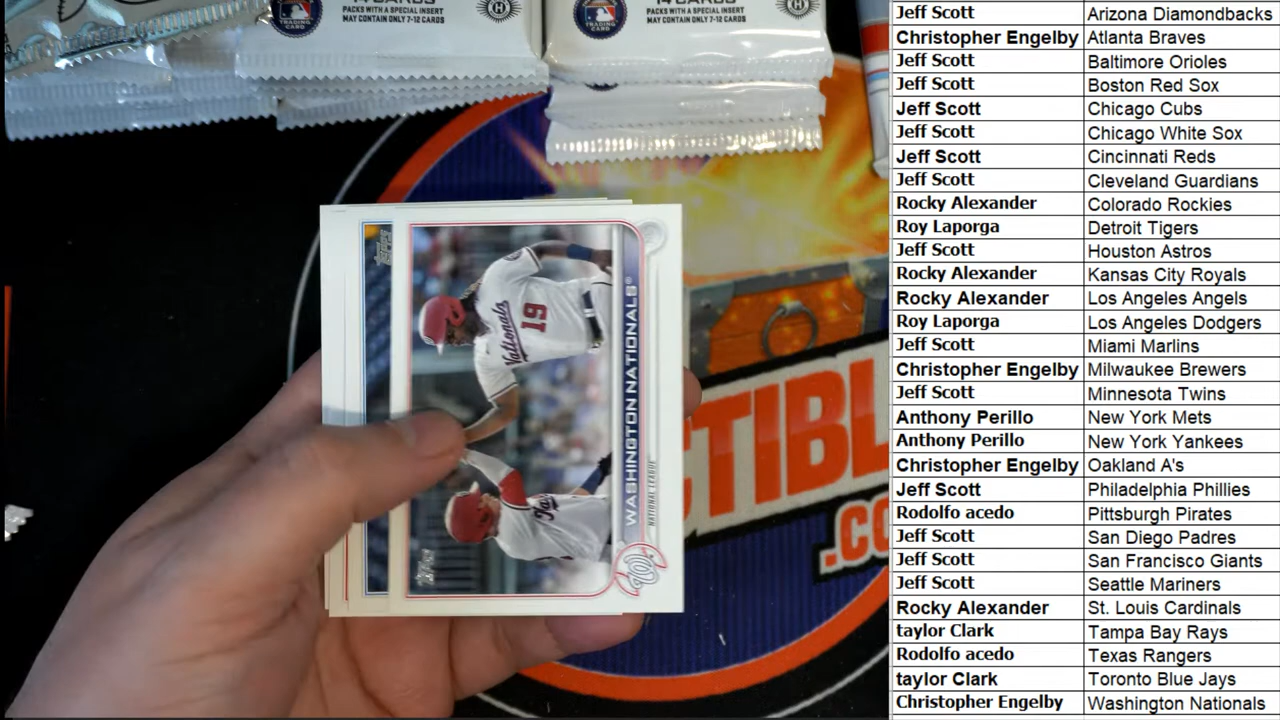 14 CARDS
PACKS WITH A SPECIAL INSERT
MAY CONTAIN ONLY 7-12 CARDS
TRADING
CARD
14 CARDS
PACKS WITH A SPECIAL INSERT
MAY CONTAIN ONLY 7-12 CARDS
TRADING
CARD
Nationals
19
WASHINGTON NATIONALS®
NATIONAL LEAGUE
TIBL
.CO
Jeff Scott Arizona Diamondbacks
Christopher Engelby Atlanta Braves
Jeff Scott Baltimore Orioles
Jeff Scott Boston Red Sox
Jeff Scott Chicago Cubs
Jeff Scott Chicago White Sox
Jeff Scott Cincinnati Reds
Jeff Scott Cleveland Guardians
Rocky Alexander Colorado Rockies
Roy Laporga Detroit Tigers
Jeff Scott Houston Astros
Rocky Alexander Kansas City Royals
Rocky Alexander Los Angeles Angels
Roy Laporga Los Angeles Dodgers
Jeff Scott Miami Marlins
Christopher Engelby Milwaukee Brewers
Jeff Scott Minnesota Twins
Anthony Perillo New York Mets
Anthony Perillo New York Yankees
Christopher Engelby Oakland A's
Jeff Scott Philadelphia Phillies
Rodolfo acedo Pittsburgh Pirates
Jeff Scott San Diego Padres
Jeff Scott San Francisco Giants
Jeff Scott Seattle Mariners
Rocky Alexander St. Louis Cardinals
taylor Clark Tampa Bay Rays
Rodolfo acedo Texas Rangers
taylor Clark Toronto Blue Jays
Christopher Engelby Washington Nationals